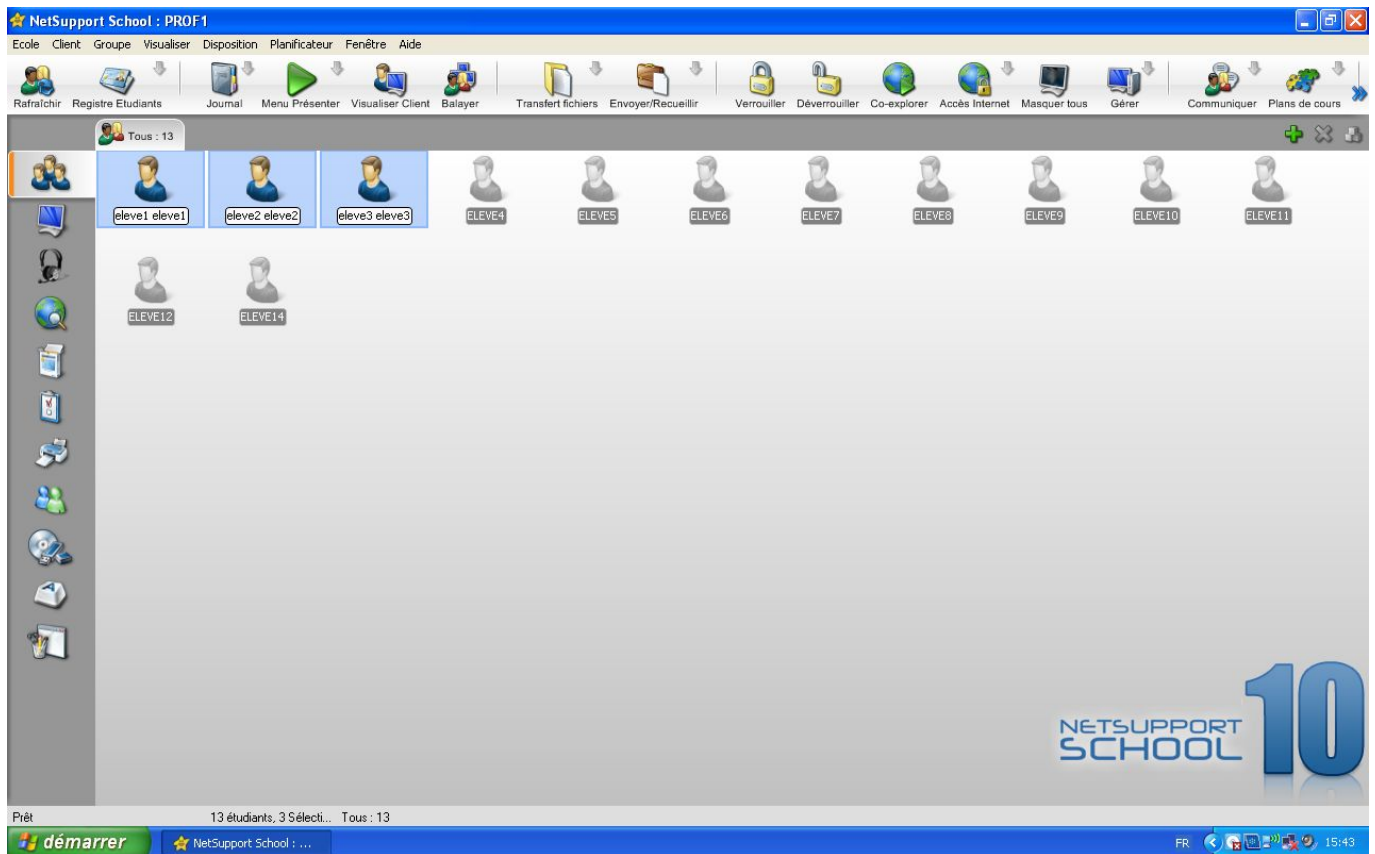 NetSupport School : PROF1
Ecole Client Groupe Visualiser Disposition Planificateur Fenêtre Aide
Rafraîchir Registre Etudiants Journal Menu Présenter Visualiser Client Balayer Transfert fichiers Envoyer/Recueillir Verrouiller Déverrouiller Co-explorer Accès Internet Masquer tous Gérer Communiquer Plans de cours
Tous : 13
eleve1 eleve1 eleve2 eleve2 eleve3 eleve3 ELEVE4 ELEVE5 ELEVE6 ELEVE7 ELEVE8 ELEVE9 ELEVE10 ELEVE11
ELEVE12 ELEVE14
NETSUPPORT
SCHOOL 10
Prêt 13 étudiants, 3 Sélecti... Tous : 13
démarrer NetSupport School : ... FR 15:43